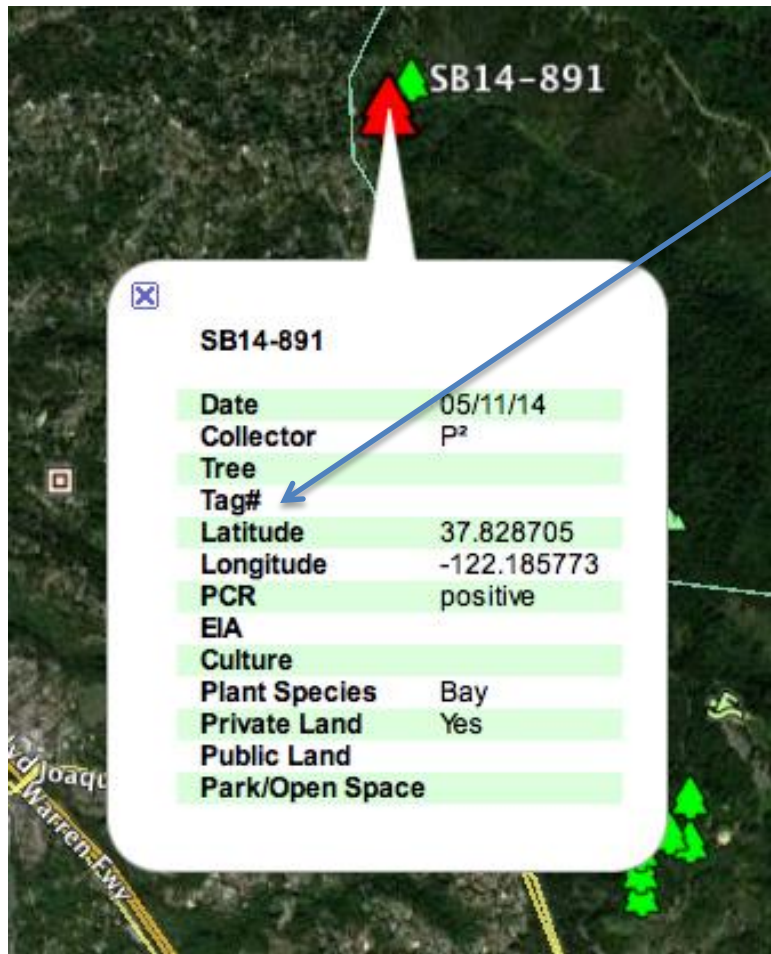 SB14-891
SB14-891
Date 05/11/14
Collector P²
Tree
Tag#
Latitude 37.828705
Longitude -122.185773
PCR positive
EIA
Culture
Plant Species Bay
Private Land Yes
Public Land
Park/Open Space
Joaqu
Warren Fwy